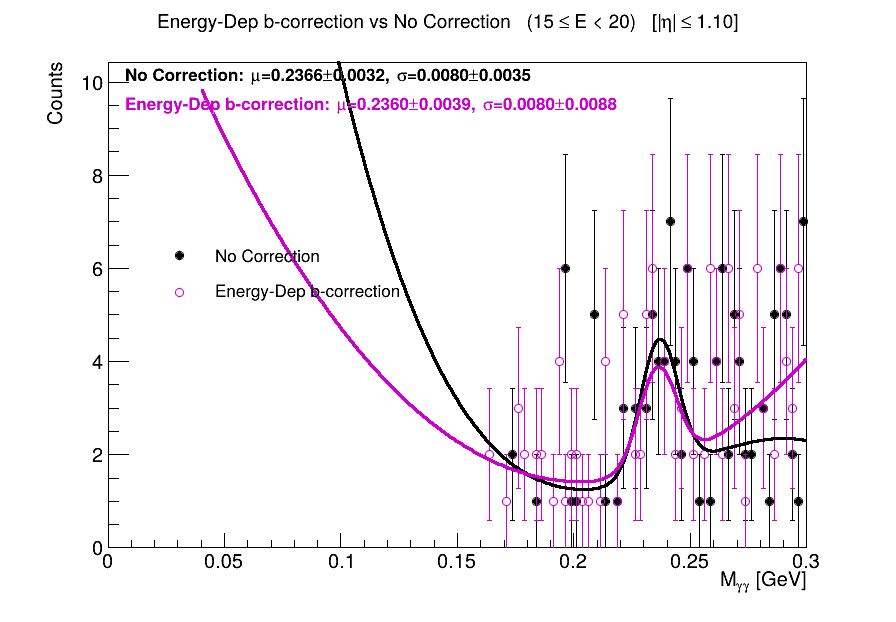 Energy-Dep b-correction vs No Correction (15 ≤ E < 20) [|η| ≤ 1.10]
Counts
No Correction: μ=0.2366±0.0032, σ=0.0080±0.0035
Energy-Dep b-correction: μ=0.2360±0.0039, σ=0.0080±0.0088
No Correction
Energy-Dep b-correction
10
8
6
4
2
0
0 0.05 0.1 0.15 0.2 0.25 0.3
Mγγ [GeV]